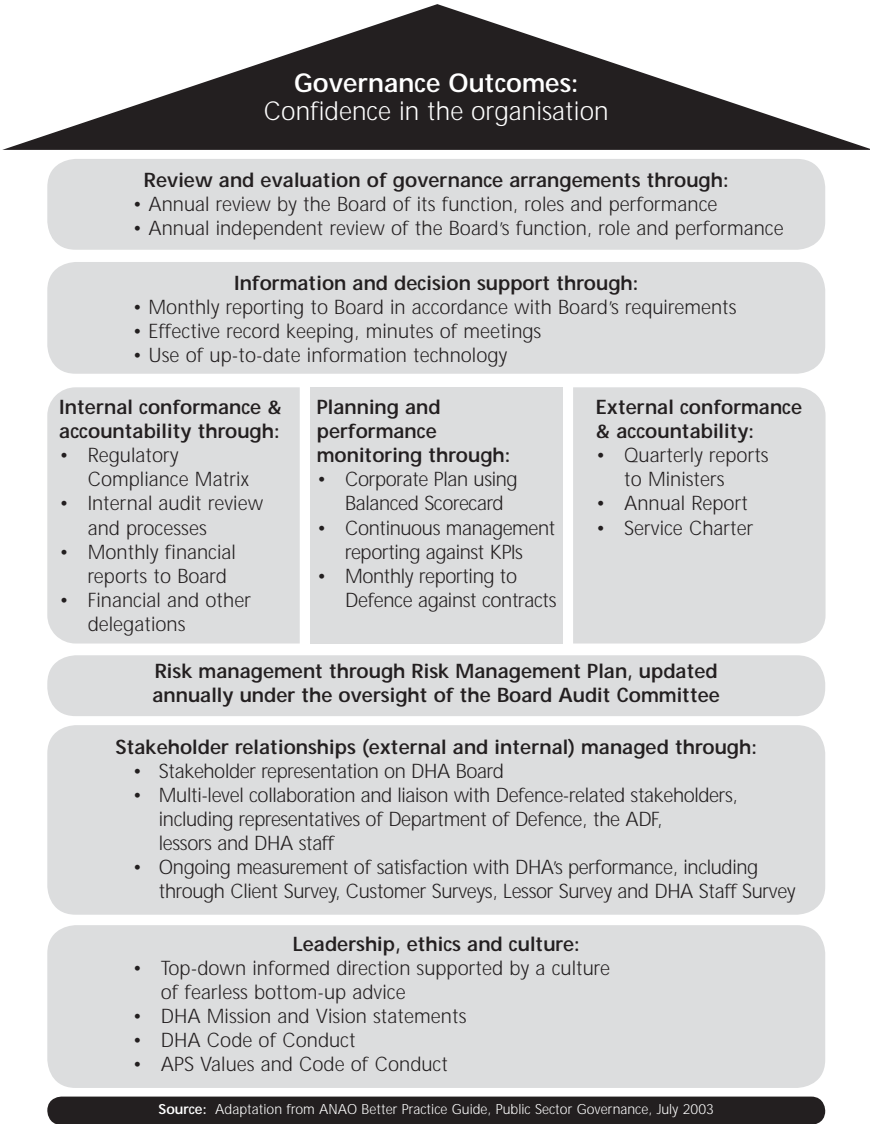 Governance Outcomes:
Confidence in the organisation
Review and evaluation of governance arrangements through:
• Annual review by the Board of its function, roles and performance
• Annual independent review of the Board's function, role and performance
Information and decision support through:
• Monthly reporting to Board in accordance with Board's requirements
• Effective record keeping, minutes of meetings
• Use of up-to-date information technology
Internal conformance &
accountability through:
• Regulatory
Compliance Matrix
• Internal audit review
and processes
• Monthly financial
reports to Board
• Financial and other
delegations
Planning and
performance
monitoring through:
• Corporate Plan using
Balanced Scorecard
• Continuous management
reporting against KPIs
• Monthly reporting to
Defence against contracts
External conformance
& accountability:
• Quarterly reports
to Ministers
• Annual Report
• Service Charter
Risk management through Risk Management Plan, updated
annually under the oversight of the Board Audit Committee
Stakeholder relationships (external and internal) managed through:
• Stakeholder representation on DHA Board
• Multi-level collaboration and liaison with Defence-related stakeholders,
including representatives of Department of Defence, the ADF,
lessors and DHA staff
• Ongoing measurement of satisfaction with DHA's performance, including
through Client Survey, Customer Surveys, Lessor Survey and DHA Staff Survey
Leadership, ethics and culture:
• Top-down informed direction supported by a culture
of fearless bottom-up advice
• DHA Mission and Vision statements
• DHA Code of Conduct
• APS Values and Code of Conduct
Source: Adaptation from ANAO Better Practice Guide, Public Sector Governance, July 2003